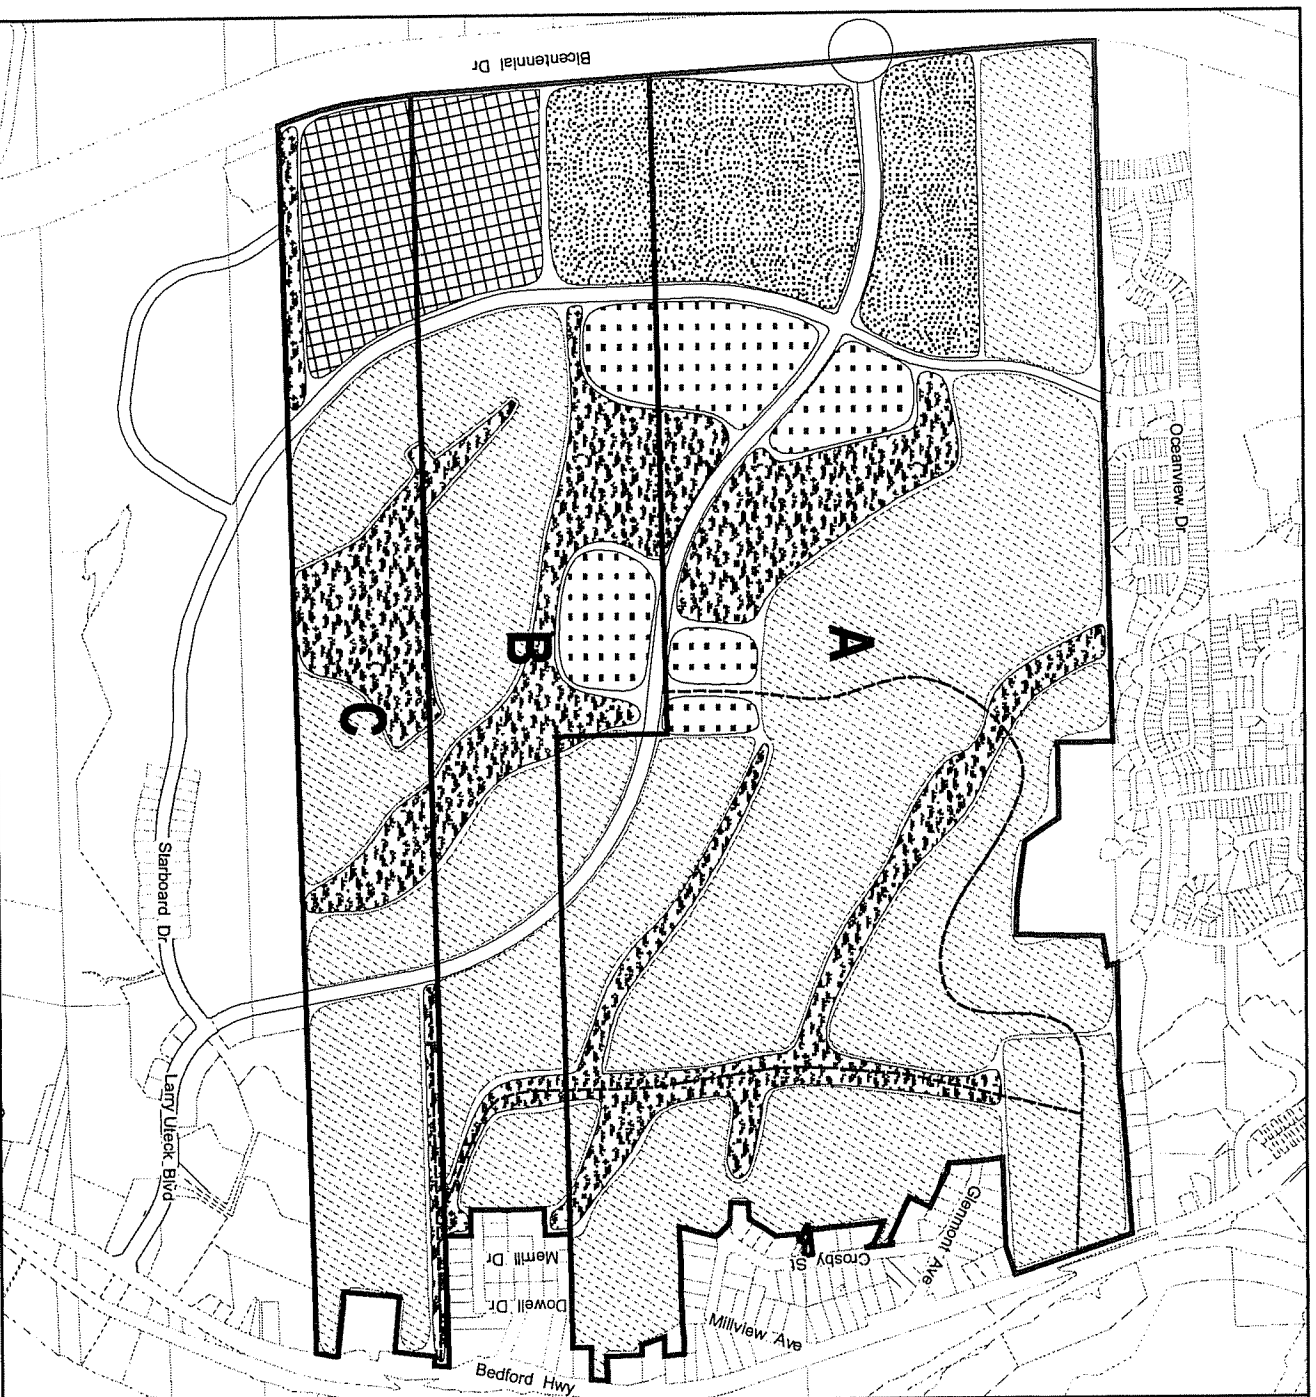 Bicentennial Dr
Oceanview Dr
A
B
C
Starboard Dr
Larry Uteck Blvd
Glenmont Ave
Crosby St
Merrill Dr
Dowell Dr
Millview Ave
Bedford Hwy